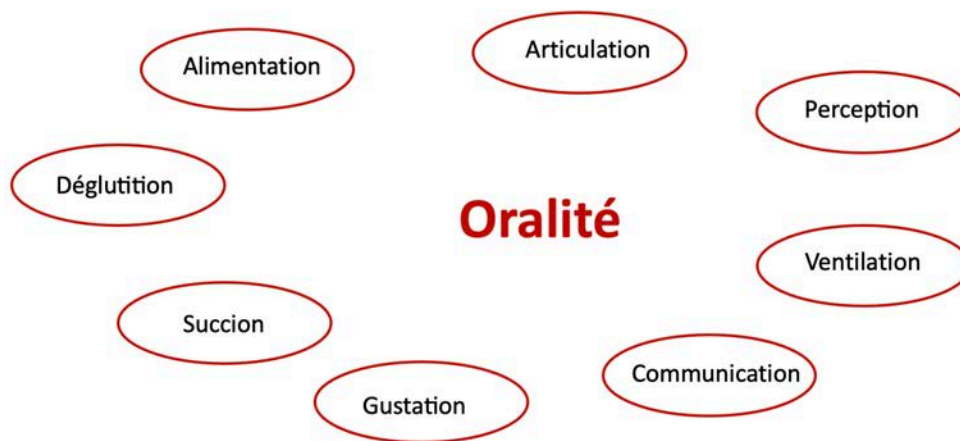 Articulation
Alimentation
Perception
Déglutition
Oralité
Ventilation
Succion
Communication
Gustation